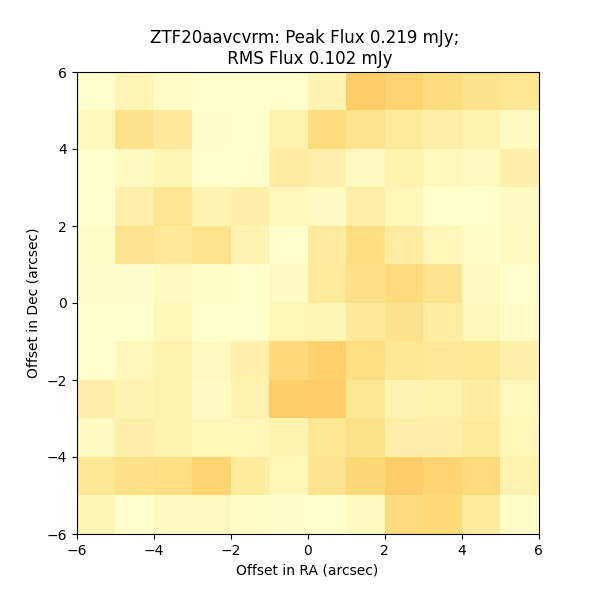 ZTF20aavcvrm: Peak Flux 0.219 mJy;
RMS Flux 0.102 mJy
6
4
2
0
−2
−4
−6
Offset in Dec (arcsec)
−6 −4 −2 0 2 4 6
Offset in RA (arcsec)